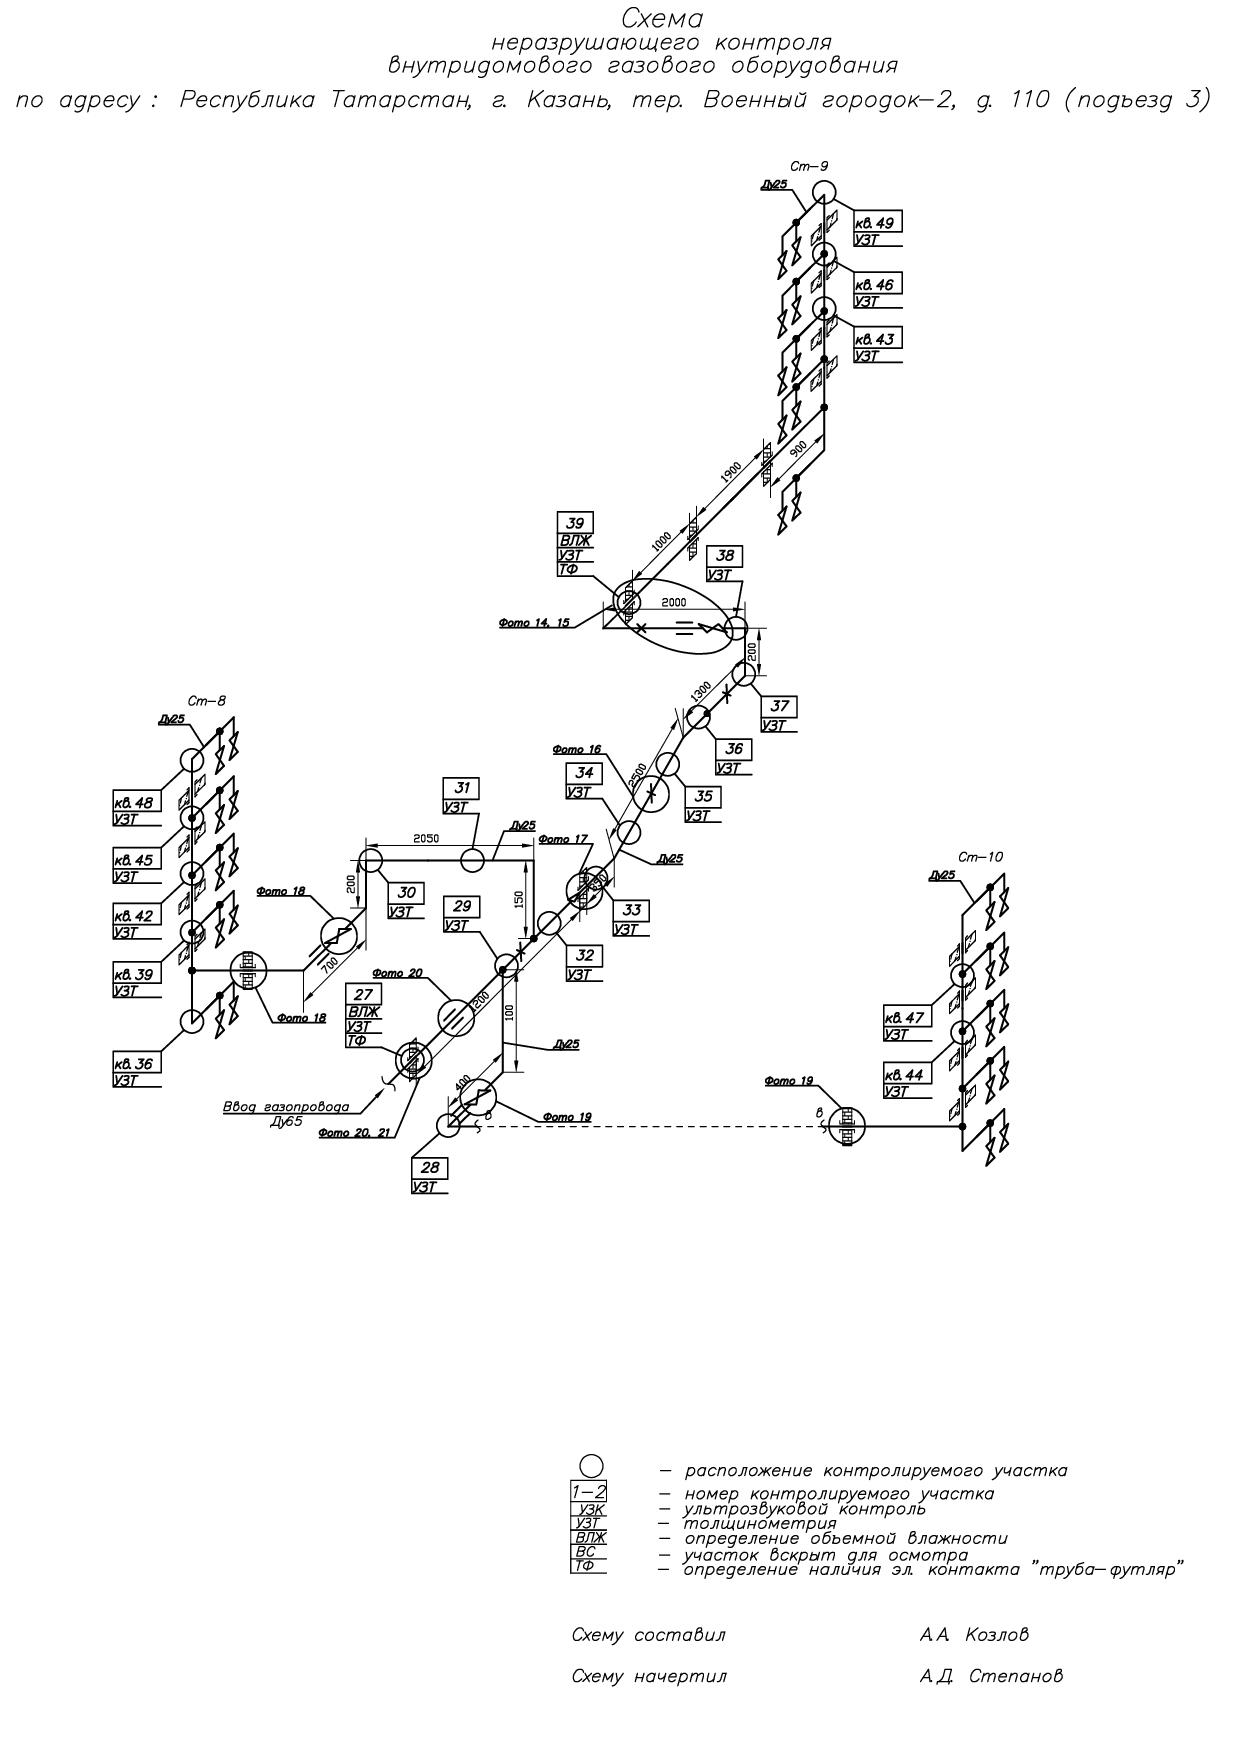 Схема
неразрушающего контроля
внутридомового газового оборудования
по адресу : Республика Татарстан, г. Казань, тер. Военный городок-2, д. 110 (подъезд 3)
Ст-9
Ду25
кв. 49
УЗТ
кв. 46
УЗТ
кв. 43
УЗТ
900
1900
1000
39
ВЛЖ
УЗТ
ТФ
38
УЗТ
2000
Фото 14, 15
200
1300
37
УЗТ
36
УЗТ
Фото 16
2500
34
УЗТ
35
УЗТ
Ст-8
Ду25
кв. 48
УЗТ
кв. 45
УЗТ
кв. 42
УЗТ
кв. 39
УЗТ
кв. 36
УЗТ
31
УЗТ
2050
Ду25
Фото 17
Ду25
200
150
30
УЗТ
Фото 18
700
Фото 18
29
УЗТ
33
УЗТ
32
УЗТ
Фото 20
27
ВЛЖ
УЗТ
ТФ
100
Ду25
400
Ввод газопровода
Ду65
Фото 20, 21
Фото 19
в
28
УЗТ
Ст-10
Ду25
кв. 47
УЗТ
кв. 44
УЗТ
Фото 19
в
– расположение контролируемого участка
1-2 – номер контролируемого участка
УЗК – ультрозвуковой контроль
УЗТ – толщинометрия
ВЛЖ – определение обьемной влажности
ВС – участок вскрыт для осмотра
ТФ – определение наличия эл. контакта "труба-футляр"
Схему составил А.А. Козлов
Схему начертил А.Д. Степанов